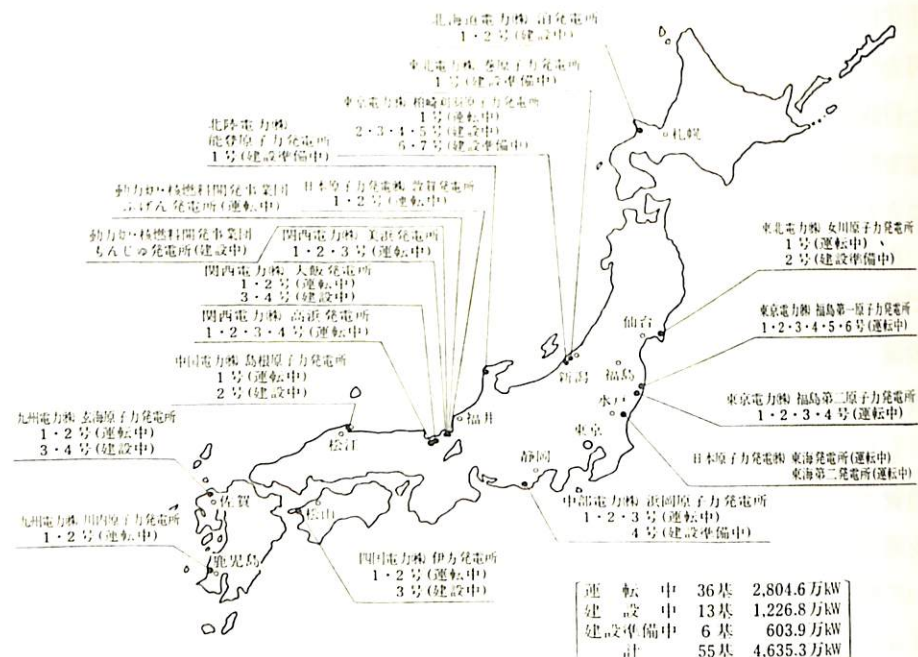 北海道電力㈱ 泊発電所
1・2号(建設中)
東北電力㈱ 巻原子力発電所
1号(建設準備中)
東京電力㈱ 柏崎刈羽原子力発電所
1号(運転中)
2・3・4・5号(建設中)
6・7号(建設準備中)
北陸電力㈱
能登原子力発電所
1号(建設準備中)
動力炉・核燃料開発事業団
ふげん発電所(運転中)
日本原子力発電㈱ 敦賀発電所
1・2号(運転中)
動力炉・核燃料開発事業団
もんじゅ発電所(建設中)
関西電力㈱ 美浜発電所
1・2・3号(運転中)
関西電力㈱ 大飯発電所
1・2号(運転中)
3・4号(建設中)
関西電力㈱ 高浜発電所
1・2・3・4号(運転中)
中国電力㈱ 島根原子力発電所
1号(運転中)
2号(建設中)
九州電力㈱ 玄海原子力発電所
1・2号(運転中)
3・4号(建設中)
九州電力㈱ 川内原子力発電所
1・2号(運転中)
四国電力㈱ 伊方発電所
1・2号(運転中)
3号(建設中)
札幌
東北電力㈱ 女川原子力発電所
1号(運転中)、
2号(建設準備中)
東京電力㈱ 福島第一原子力発電所
1・2・3・4・5・6号(運転中)
東京電力㈱ 福島第二原子力発電所
1・2・3・4号(運転中)
日本原子力発電㈱ 東海発電所(運転中)
東海第二発電所(運転中)
中部電力㈱ 浜岡原子力発電所
1・2・3号(運転中)
4号(建設準備中)
仙台
新潟
福島
水戸
東京
静岡
福井
松江
松山
佐賀
鹿児島
運転中 36基 2,804.6万kW
建設中 13基 1,226.8万kW
建設準備中 6基 603.9万kW
計 55基 4,635.3万kW